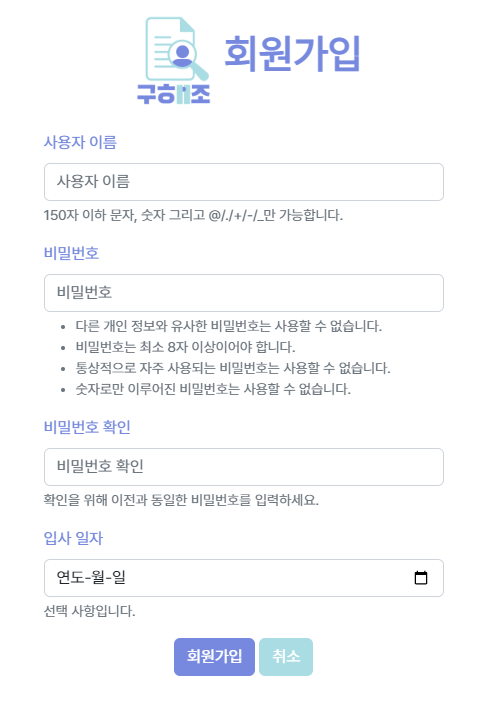 회원가입
구해조
사용자 이름
사용자 이름
150자 이하 문자, 숫자 그리고 @/./+/-/_만 가능합니다.
비밀번호
비밀번호
• 다른 개인 정보와 유사한 비밀번호는 사용할 수 없습니다.
• 비밀번호는 최소 8자 이상이어야 합니다.
• 통상적으로 자주 사용되는 비밀번호는 사용할 수 없습니다.
• 숫자로만 이루어진 비밀번호는 사용할 수 없습니다.
비밀번호 확인
비밀번호 확인
확인을 위해 이전과 동일한 비밀번호를 입력하세요.
입사 일자
연도-월-일
선택 사항입니다.
회원가입 취소